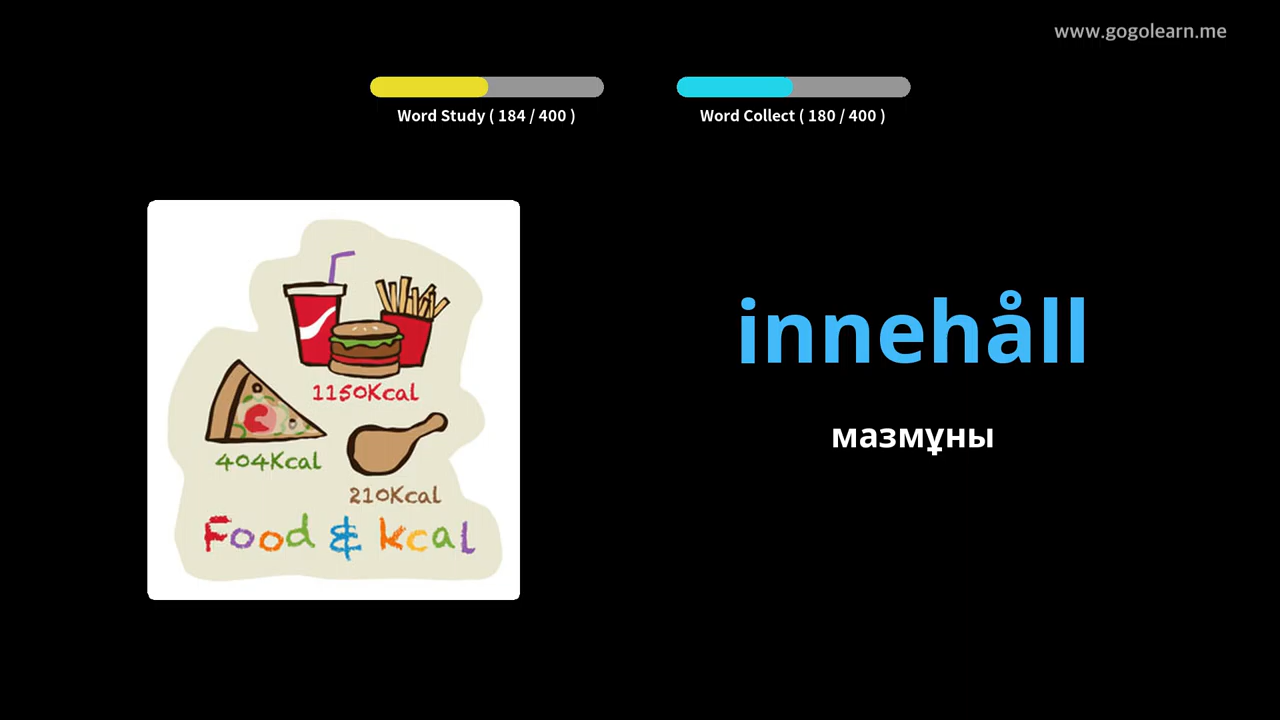 www.gogolearn.me
Word Study ( 184 / 400 )
Word Collect ( 180 / 400 )
1150Kcal
404Kcal
210Kcal
Food & kcal
innehåll
мазмұны